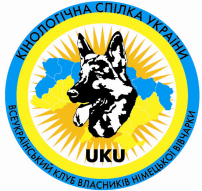 КІНОЛОГІЧНА СПІЛКА УКРАЇНИ
UKU
ВСЕУКРАЇНСЬКИЙ КЛУБ ВЛАСНИКІВ НІМЕЦЬКОЇ ВІВЧАРКИ